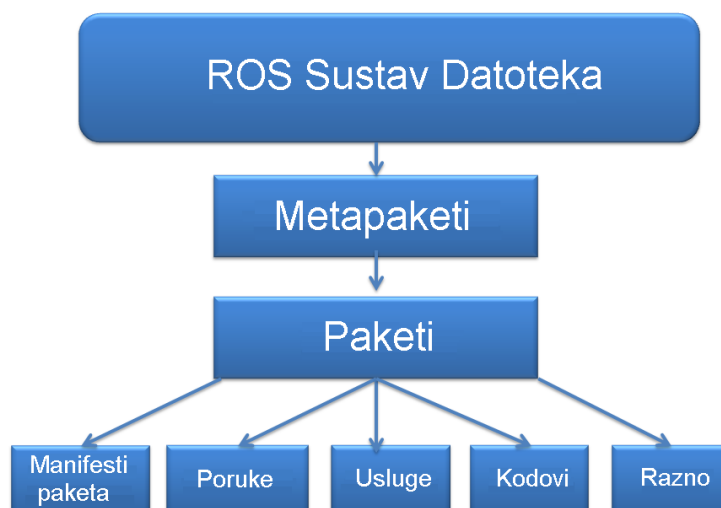 ROS Sustav Datoteka
Metapaketi
Paketi
Manifesti
paketa
Poruke
Usluge
Kodovi
Razno